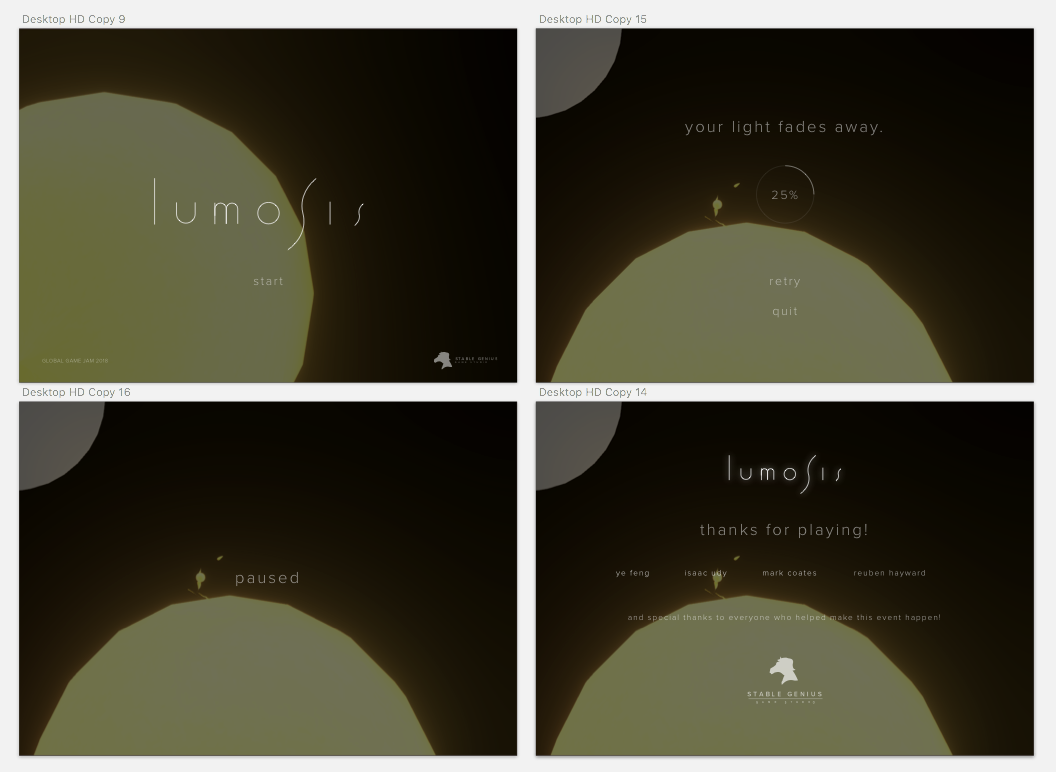 Desktop HD Copy 9
lumosis
start
GLOBAL GAME JAM 2018
STABLE GENIUS
Desktop HD Copy 15
your light fades away.
25%
retry
quit
Desktop HD Copy 16
paused
Desktop HD Copy 14
lumosis
thanks for playing!
ye feng isaac udy mark coates reuben hayward
and special thanks to everyone who helped make this event happen!
STABLE GENIUS